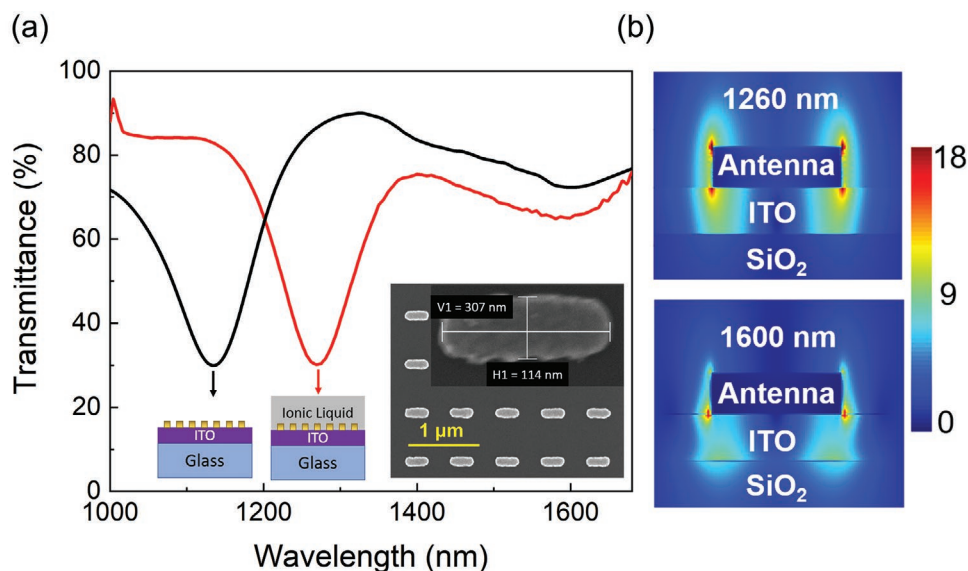 (a)
(b)
100
80
60
40
20
0
Transmittance (%)
1000
1200
1400
1600
Wavelength (nm)
ITO
Glass
Ionic Liquid
ITO
Glass
V1 = 307 nm
H1 = 114 nm
1 µm
1260 nm
Antenna
ITO
SiO₂
1600 nm
Antenna
ITO
SiO₂
18
9
0